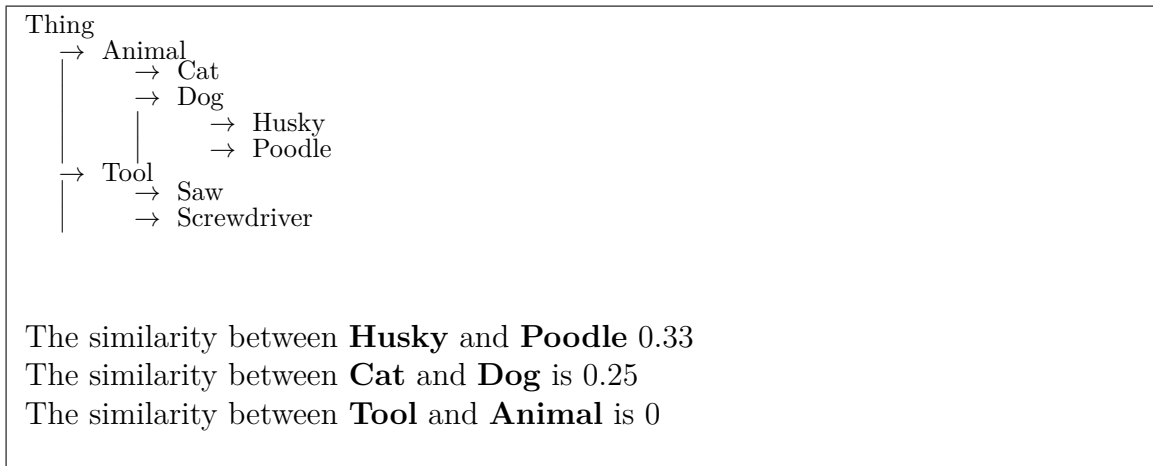 Thing
→ Animal
→ Cat
→ Dog
→ Husky
→ Poodle
→ Tool
→ Saw
→ Screwdriver
The similarity between Husky and Poodle 0.33
The similarity between Cat and Dog is 0.25
The similarity between Tool and Animal is 0